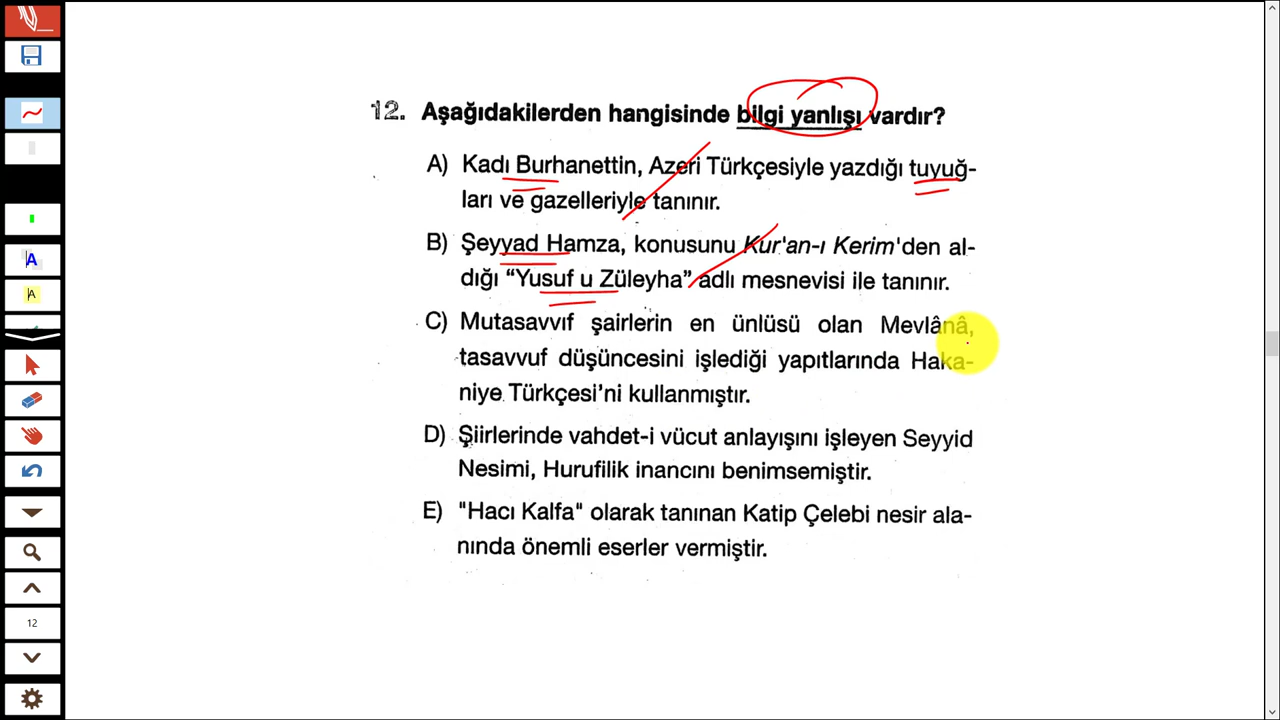 12. Aşağıdakilerden hangisinde bilgi yanlışı vardır?
A) Kadı Burhanettin, Azeri Türkçesiyle yazdığı tuyuğ-
ları ve gazelleriyle tanınır.
B) Şeyyad Hamza, konusunu Kur'an-ı Kerim'den al-
dığı “Yusuf u Züleyha” adlı mesnevisi ile tanınır.
C) Mutasavvıf şairlerin en ünlüsü olan Mevlânâ,
tasavvuf düşüncesini işlediği yapıtlarında Haka-
niye Türkçesi’ni kullanmıştır.
D) Şiirlerinde vahdet-i vücut anlayışını işleyen Seyyid
Nesimi, Hurufilik inancını benimsemiştir.
E) "Hacı Kalfa" olarak tanınan Katip Çelebi nesir ala-
nında önemli eserler vermiştir.
A
A
12